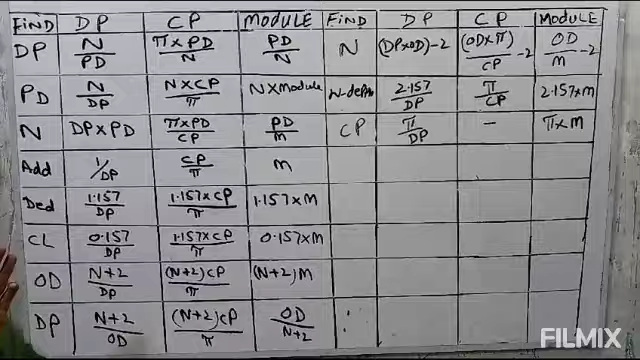 FIND DP CP MODULE FIND DP CP MODULE
DP N/PD π×PD/N PD/N N (DP×OD)-2 (OD×π)/CP -2 OD/m -2
PD N/DP N×CP/π N×module W-depth 2.157/DP π/CP 2.157×m
N DP×PD π×PD/CP PD/m CP π/DP - π×m
Add 1/DP CP/π m
Ded 1.157/DP 1.157×CP/π 1.157×M
CL 0.157/DP 1.157×CP/π 0.157×M
OD N+2/DP (N+2)CP/π (N+2)M
DP N+2/OD (N+2)CP/π OD/N+2 :
FILMIX